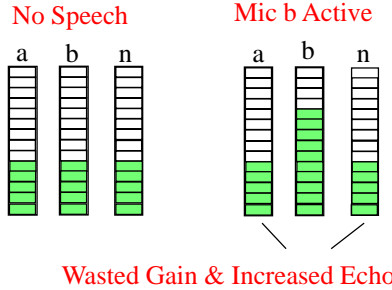 No Speech
Mic b Active
a b n
a b n
Wasted Gain & Increased Echo